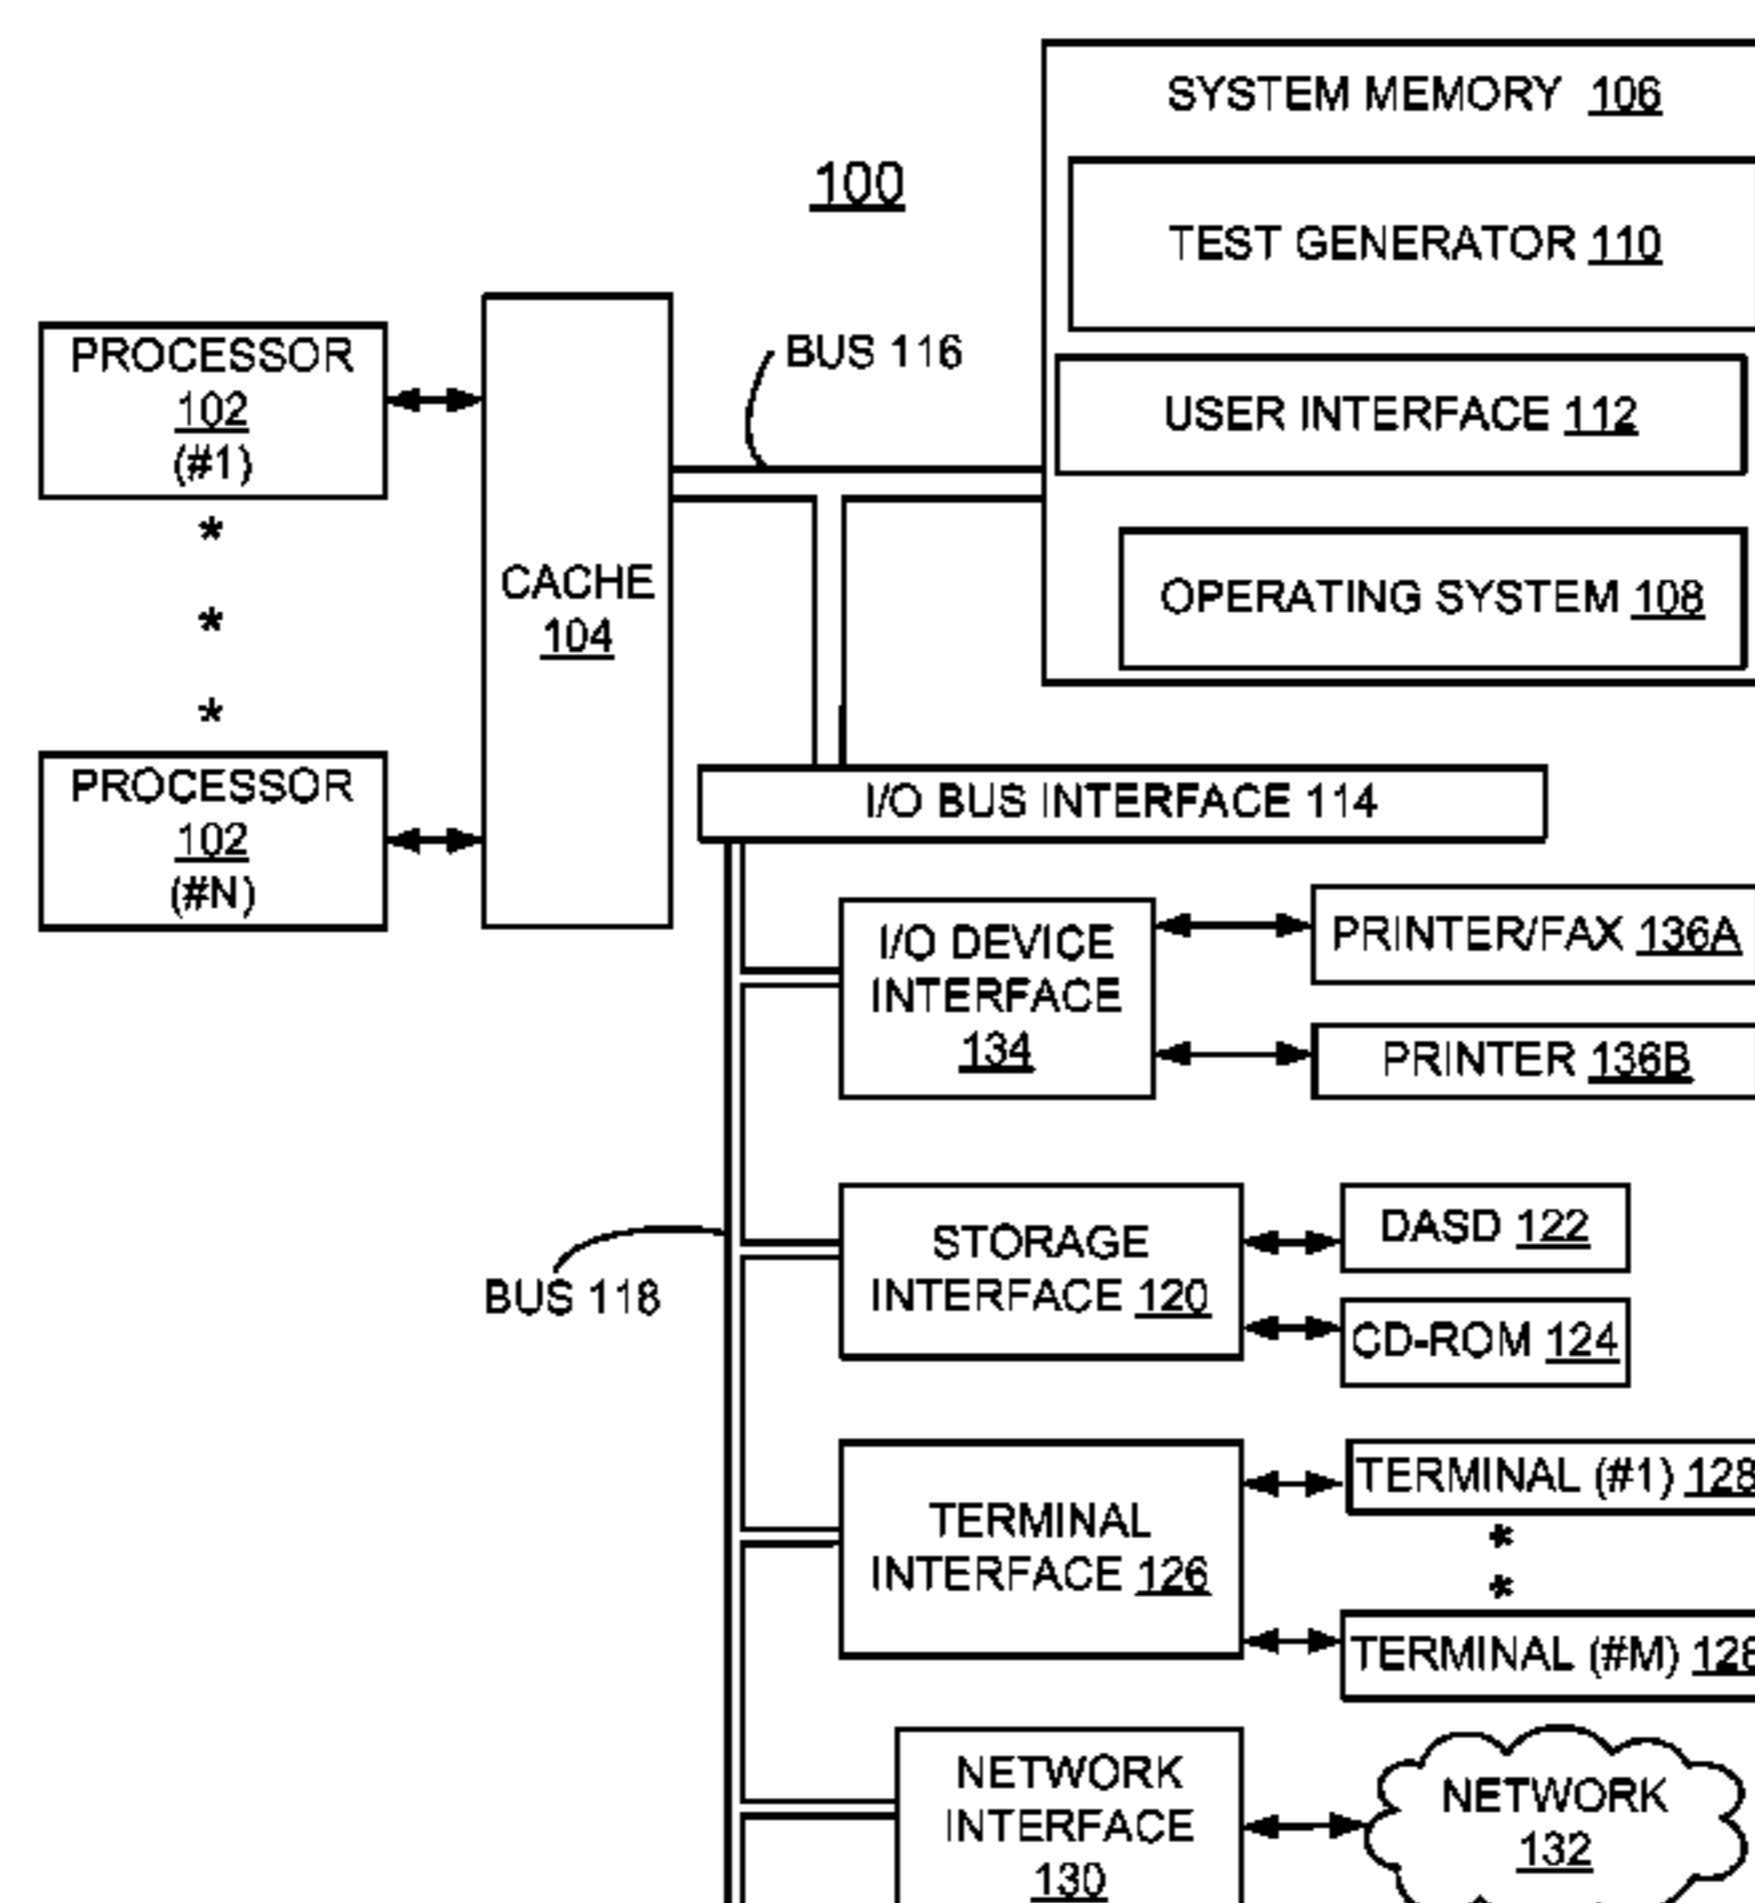 SYSTEM MEMORY 106
100
TEST GENERATOR 110
BUS 116
PROCESSOR
102
(#1)
USER INTERFACE 112
*
*
*
CACHE
104
OPERATING SYSTEM 108
PROCESSOR
102
(#N)
I/O BUS INTERFACE 114
I/O DEVICE
INTERFACE
134
PRINTER/FAX 136A
PRINTER 136B
STORAGE
INTERFACE 120
DASD 122
BUS 118
CD-ROM 124
TERMINAL
INTERFACE 126
TERMINAL (#1) 128
*
*
TERMINAL (#M) 128
NETWORK
INTERFACE
130
NETWORK
132